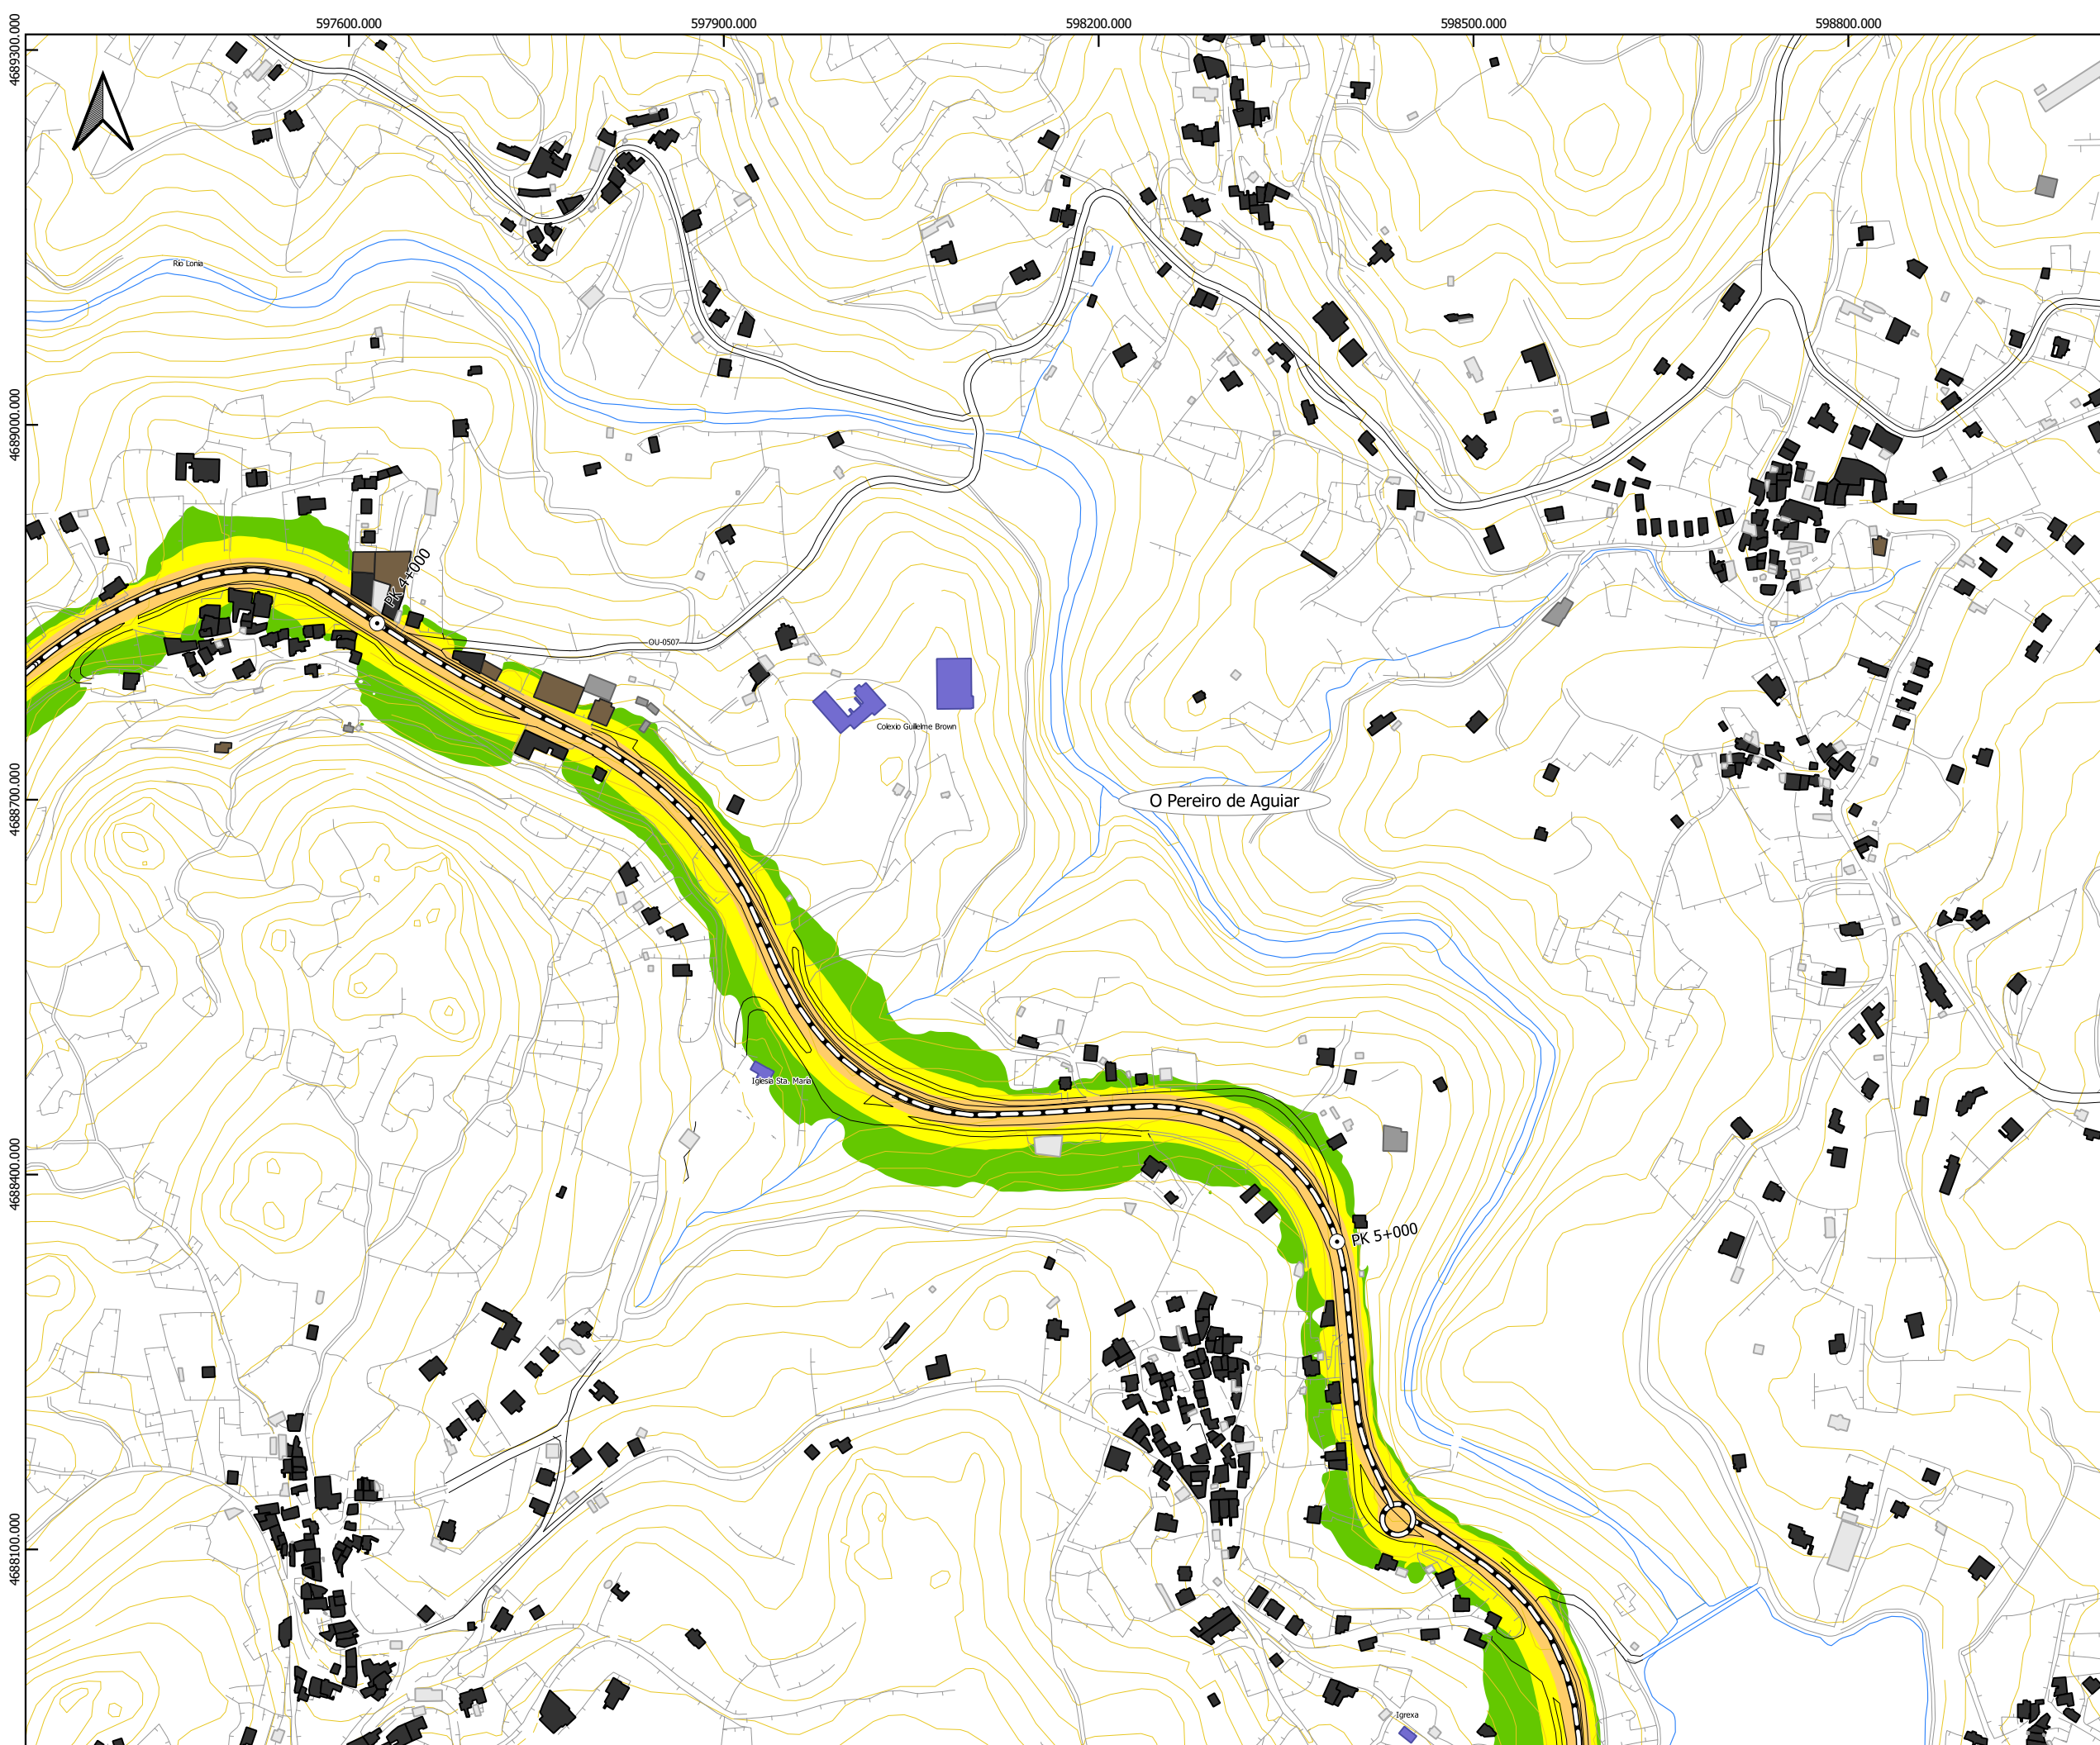 597600.000
597900.000
598200.000
598500.000
598800.000
4689300.000
Rio Lonia
4689000.000
PK 4+000
OU-0507
Colexio Guillelme Brown
4688700.000
O Pereiro de Aguiar
Iglesia Sta. Maria
4688400.000
PK 5+000
4688100.000
Igrexa